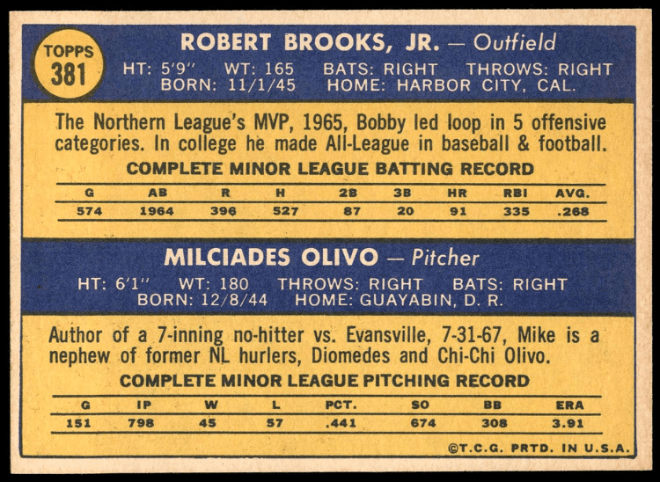 TOPPS
381
ROBERT BROOKS, JR. — Outfield
HT: 5'9" WT: 165 BATS: RIGHT THROWS: RIGHT
BORN: 11/1/45 HOME: HARBOR CITY, CAL.
The Northern League's MVP, 1965, Bobby led loop in 5 offensive
categories. In college he made All-League in baseball & football.
COMPLETE MINOR LEAGUE BATTING RECORD
G AB R H 2B 3B HR RBI AVG.
574 1964 396 527 87 20 91 335 .268
MILCIADES OLIVO — Pitcher
HT: 6'1" WT: 180 THROWS: RIGHT BATS: RIGHT
BORN: 12/8/44 HOME: GUAYABIN, D. R.
Author of a 7-inning no-hitter vs. Evansville, 7-31-67, Mike is a
nephew of former NL hurlers, Diomedes and Chi-Chi Olivo.
COMPLETE MINOR LEAGUE PITCHING RECORD
G IP W L PCT. SO BB ERA
151 798 45 57 .441 674 308 3.91
©T.C.G. PRTD. IN U.S.A.